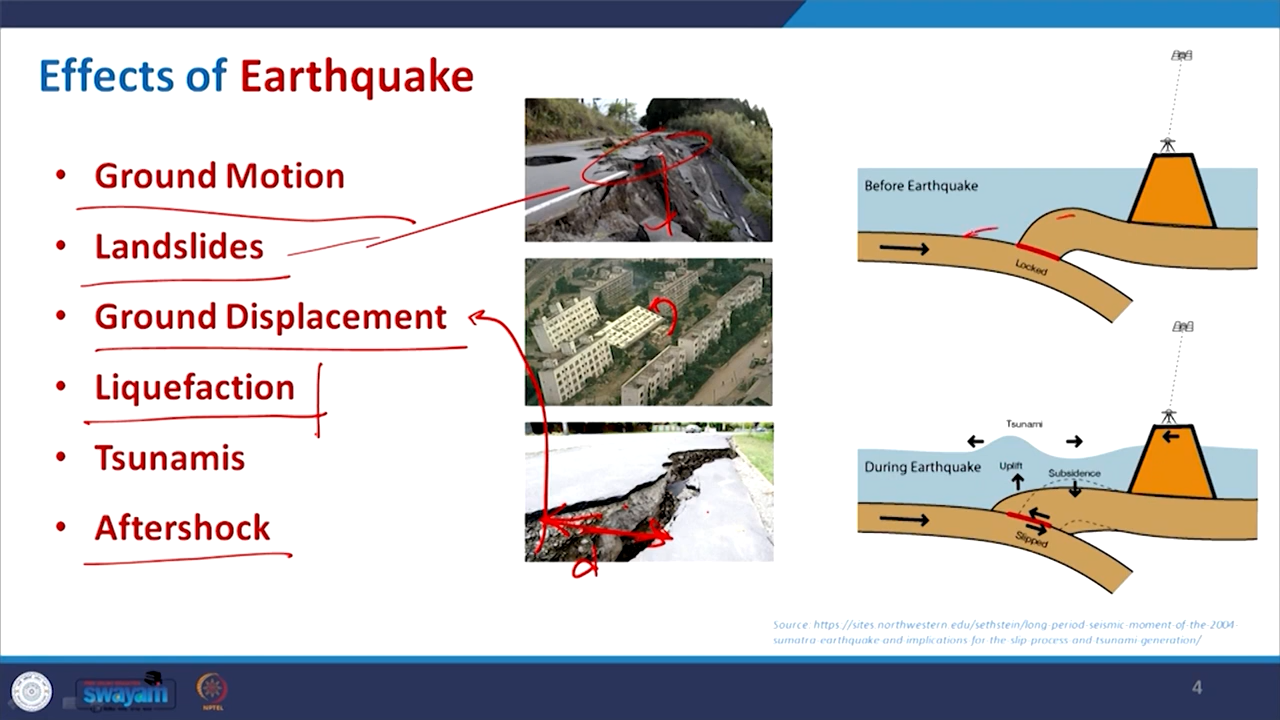 Effects of Earthquake
• Ground Motion
• Landslides
• Ground Displacement
• Liquefaction
• Tsunamis
• Aftershock
d
Before Earthquake
Locked
Tsunami
During Earthquake
Uplift
Subsidence
Slipped
Source: https://sites.northwestern.edu/sethstein/long-period-seismic-moment-of-the-2004-
sumatra-earthquake-and-implications-for-the-slip-process-and-tsunami-generation/
swayam
NPTEL
4